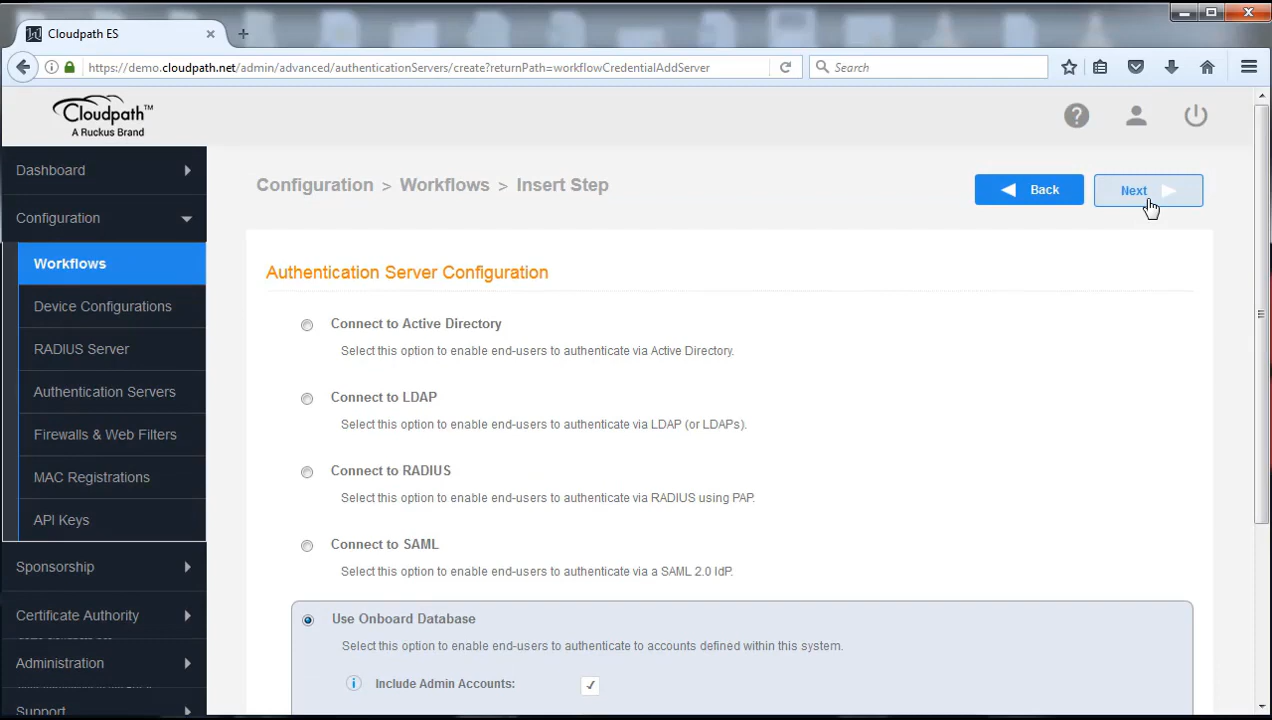 Cloudpath ES
https://demo.cloudpath.net/admin/advanced/authenticationServers/create?returnPath=workflowCredentialAddServer
Search
Cloudpath™
A Ruckus Brand
Dashboard
Configuration
Workflows
Device Configurations
RADIUS Server
Authentication Servers
Firewalls & Web Filters
MAC Registrations
API Keys
Sponsorship
Certificate Authority
Administration
Support
Configuration > Workflows > Insert Step
Back
Next
Authentication Server Configuration
Connect to Active Directory
Select this option to enable end-users to authenticate via Active Directory.
Connect to LDAP
Select this option to enable end-users to authenticate via LDAP (or LDAPs).
Connect to RADIUS
Select this option to enable end-users to authenticate via RADIUS using PAP.
Connect to SAML
Select this option to enable end-users to authenticate via a SAML 2.0 IdP.
Use Onboard Database
Select this option to enable end-users to authenticate to accounts defined within this system.
Include Admin Accounts: